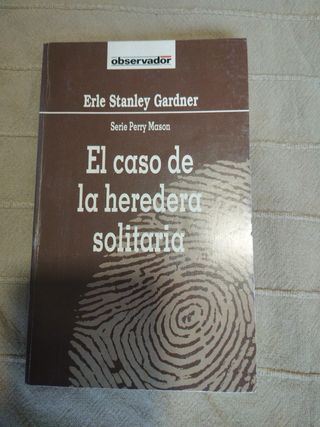 observador
Erle Stanley Gardner
Serie Perry Mason
El caso de
la heredera
solitaria